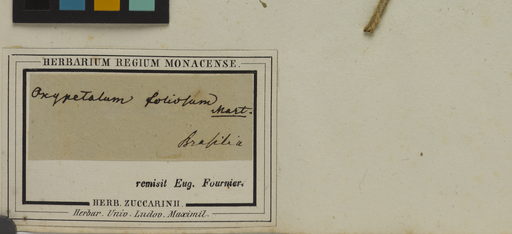 HERBARIUM REGIUM MONACENSE.
Oxypetalum foliosum
Mart.
Brasilia
remisit Eug. Fournier.
HERB. ZUCCARINII.
Herbar. Univ. Ludov. Maximil.